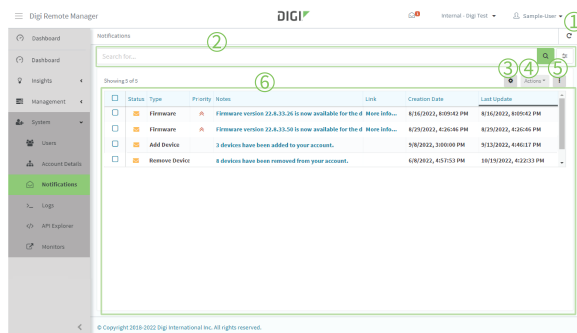 Digi Remote Manager
DIGI
Internal - Digi Test
Sample-User
1
Dashboard
Notifications
2
Search for...
Dashboard
Insights
Showing 5 of 5
3
4
5
Actions
6
Management
Status Type Priority Notes Link Creation Date Last Update
Firmware Firmware version 22.8.33.26 is now available for the d More info... 8/16/2022, 8:09:42 PM 8/16/2022, 8:09:42 PM
System
Firmware Firmware version 22.8.33.50 is now available for the d More info... 8/29/2022, 4:26:46 PM 8/29/2022, 4:26:46 PM
Users
Add Device 3 devices have been added to your account. 9/8/2022, 3:00:00 PM 9/13/2022, 4:46:17 PM
Account Details
Remove Device 8 devices have been removed from your account. 6/8/2022, 4:57:53 PM 10/19/2022, 4:22:33 PM
Notifications
Logs
API Explorer
Monitors
© Copyright 2016-2022 Digi International Inc. All rights reserved.